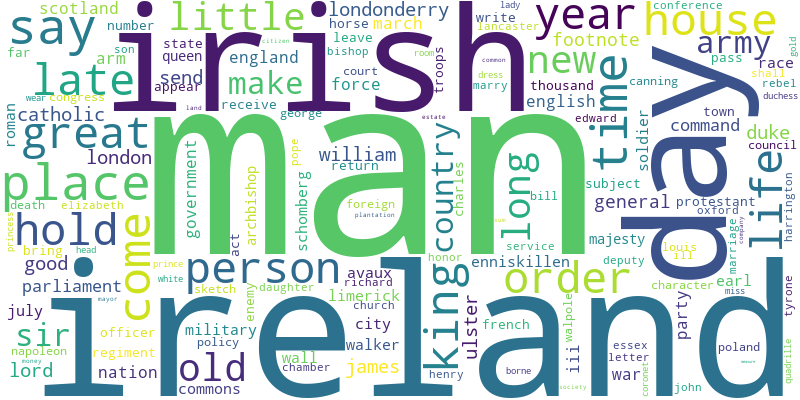 scotland
say
irish
little
londonderry
number
write
lady
lancaster
conference
year
house
horse
march
footnote
far
son
state
queen
citizen
leave
bishop
room
troops
new
army
gold
arm
late
send
appear
england
make
force
court
common
dress
marry
thousand
canning
pass
race
shall
rebel
duchess
wear
congress
receive
land
george
english
time
day
roman
catholic
great
man
estate
edward
town
command
council
london
william
return
pope
soldier
duke
place
government
archbishop
schomberg
foreign
plantation
country
charles
long
bill
subject
general
protestant
oxford
life
harrington
death
elizabeth
princess
hold
come
act
honor
service
sun
majesty
louis
ill
marriage
company
bring
head
good
prince
white
person
avaux
richard
enniskillen
deputy
order
character
earl
miss
parliament
mayor
sketch
daughter
limerick
king
ireland
july
enemy
church
city
ulster
french
walpole
party
tyrone
sir
officer
military
policy
wall
walker
iii
essex
letter
poland
quadrille
napoleon
regiment
chamber
james
lord
money
nation
old
commons
henry
borne
society
war
john
coronet